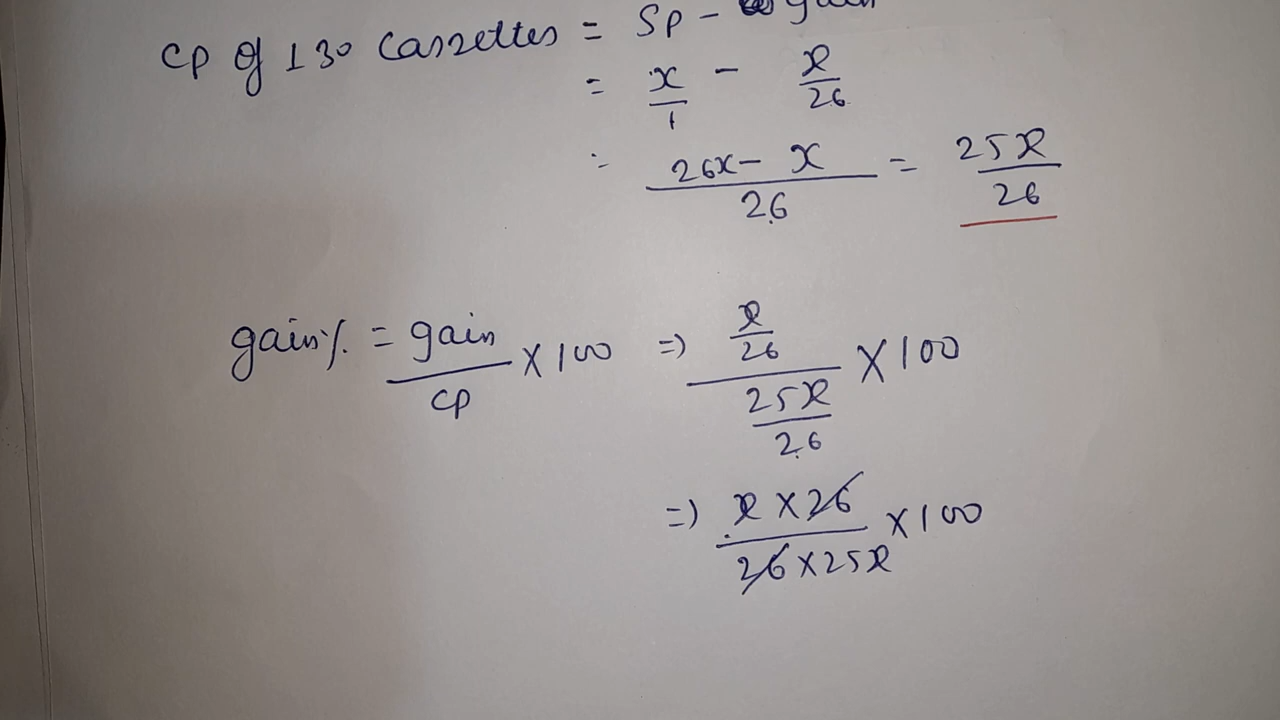 CP of 130 Cassettes = SP - gain
= x/1 - x/26
= 26x - x/26 = 25x/26
gain% = gain/CP × 100 => x/26 / 25x/26 × 100
=> x × 26 / 26 × 25x × 100